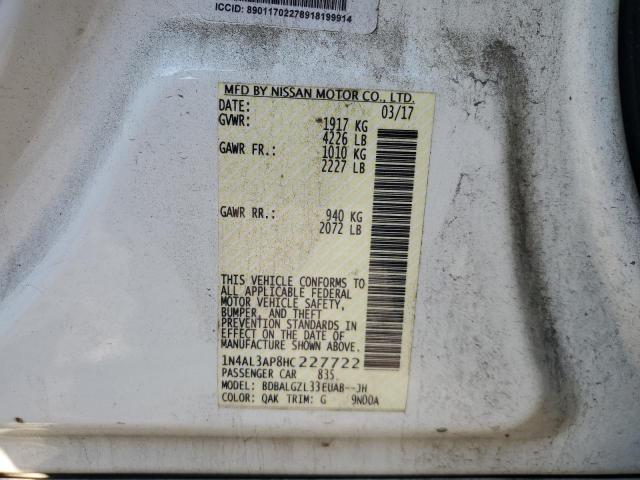 ICCID: 89011702278918199914
MFD BY NISSAN MOTOR CO., LTD.
DATE: 03/17
GVWR: 1917 KG
4226 LB
GAWR FR.: 1010 KG
2227 LB
GAWR RR.: 940 KG
2072 LB
THIS VEHICLE CONFORMS TO
ALL APPLICABLE FEDERAL
MOTOR VEHICLE SAFETY,
BUMPER, AND THEFT
PREVENTION STANDARDS IN
EFFECT ON THE DATE OF
MANUFACTURE SHOWN ABOVE.
1N4AL3AP8HC227722
PASSENGER CAR 835
MODEL: BDBALGZL33EUAB--JH
COLOR: QAK TRIM: G 9N00A